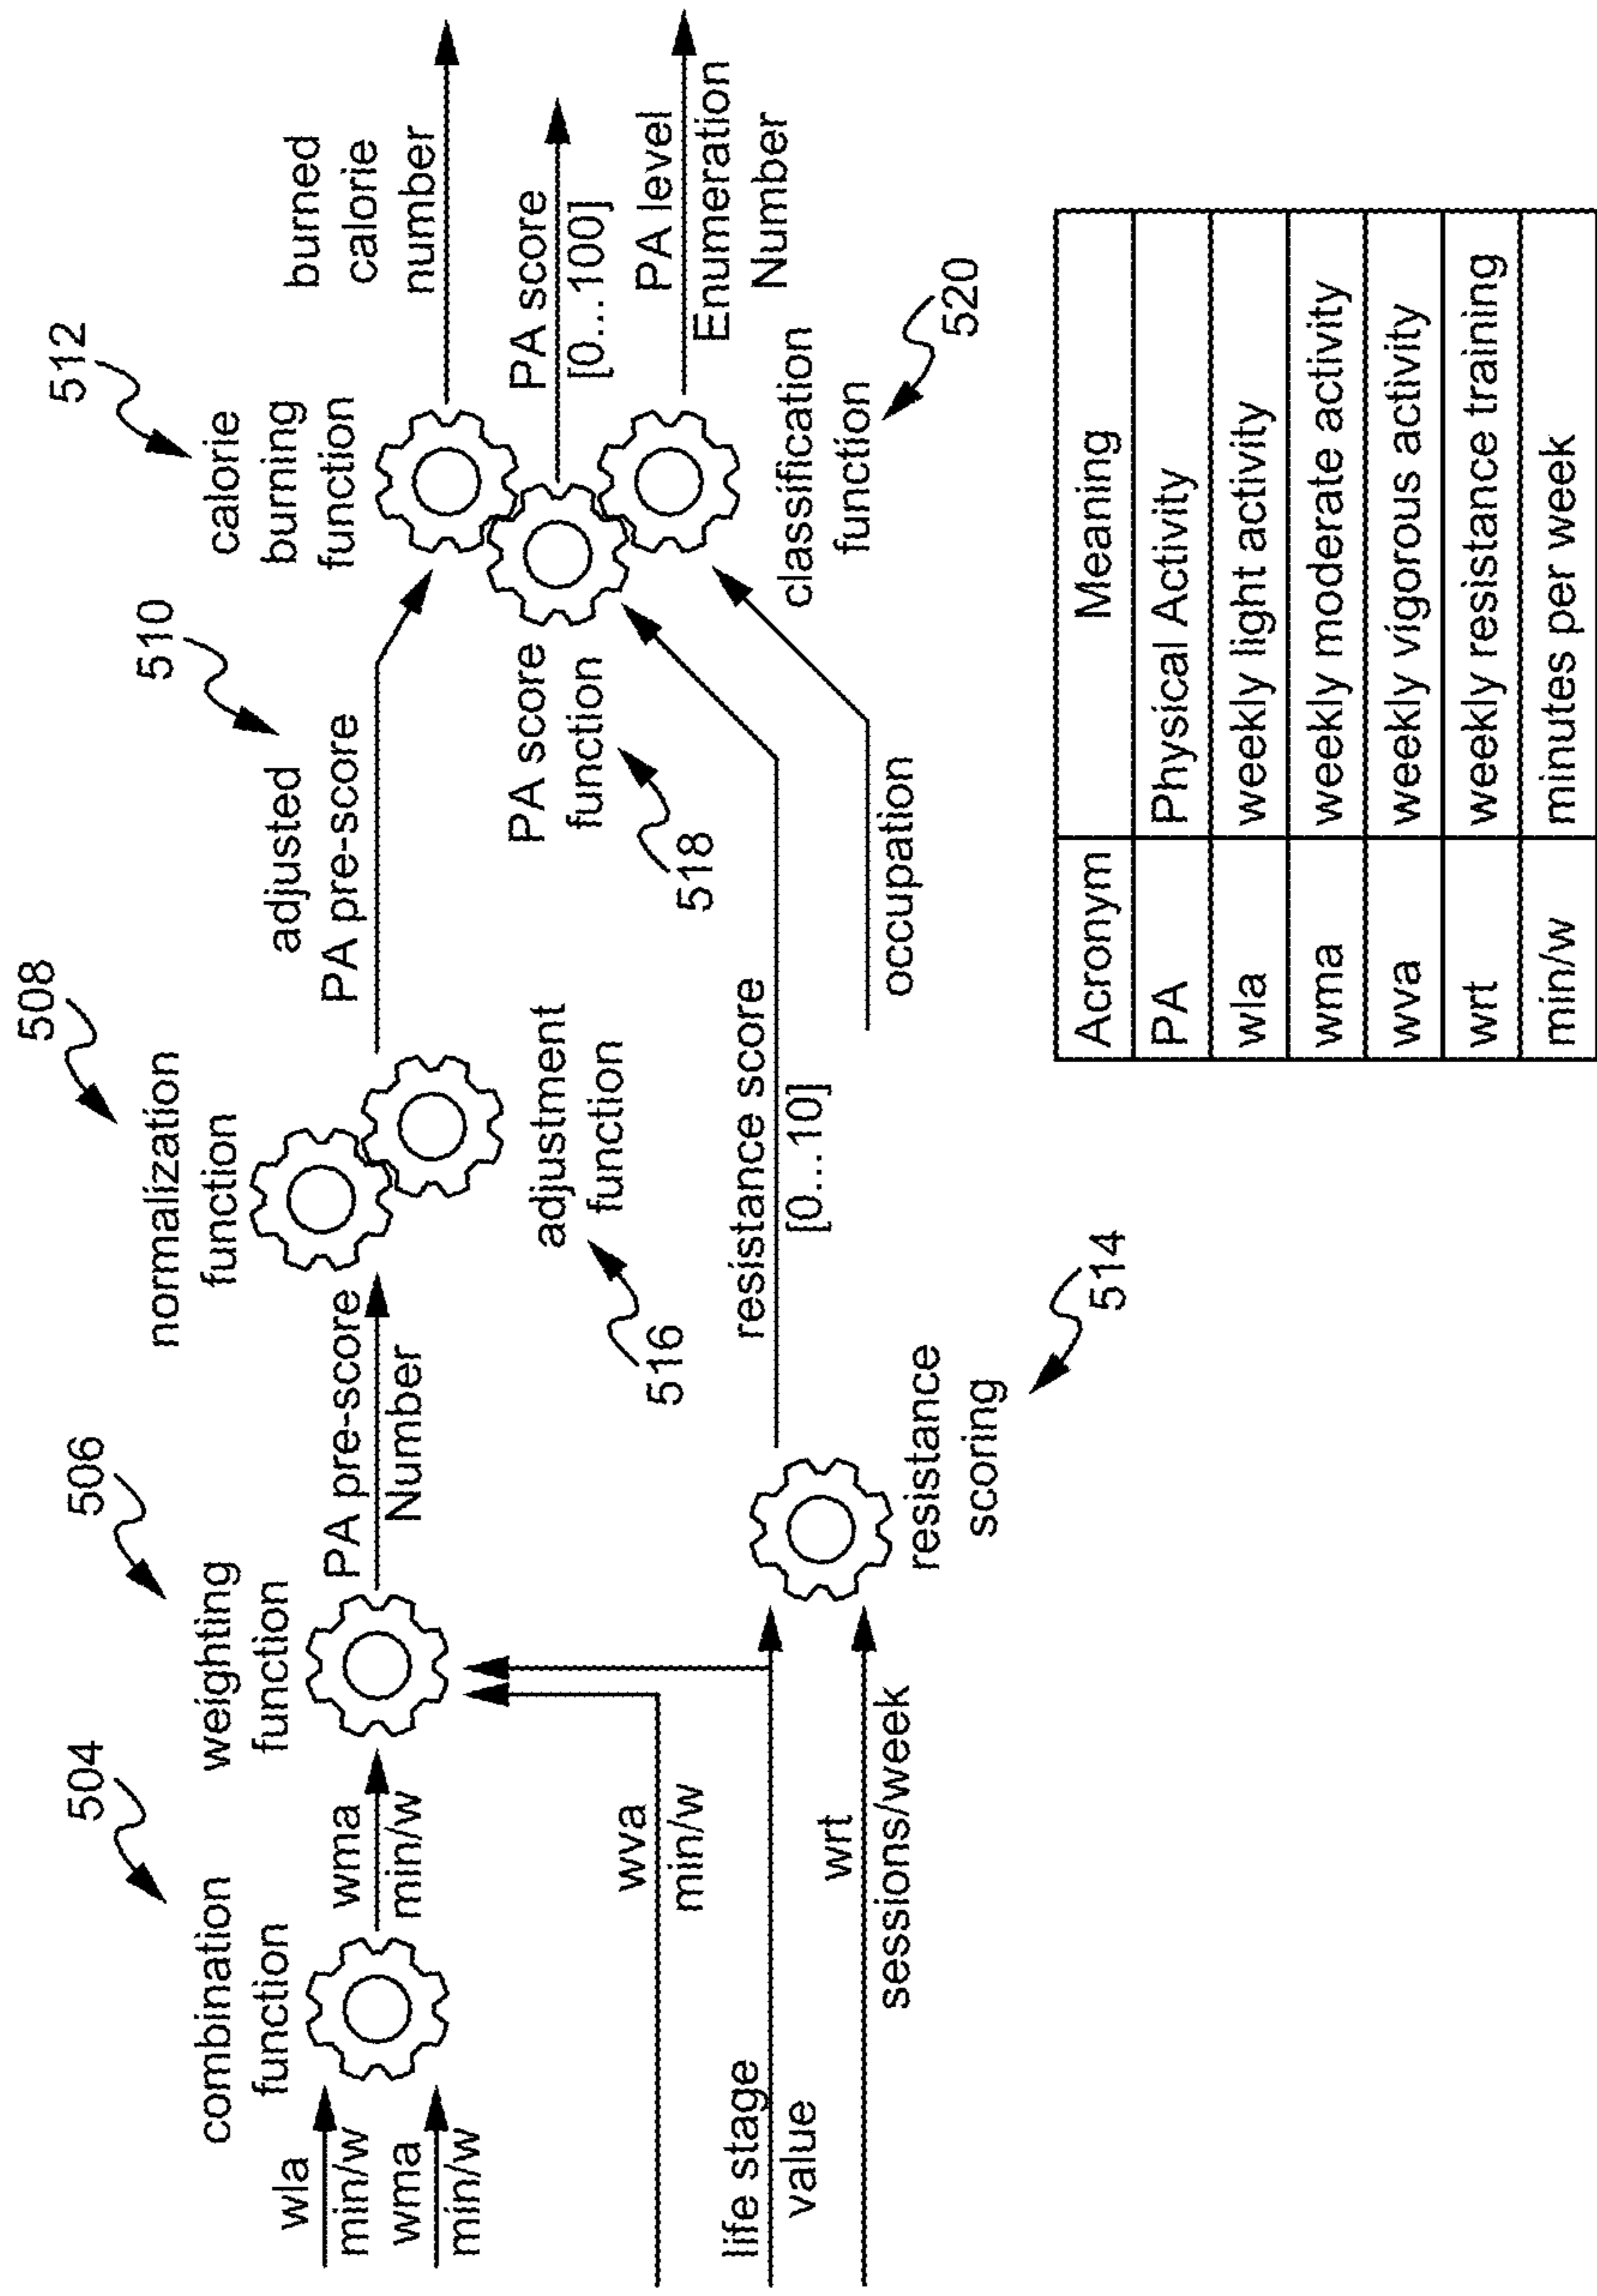 504
combination
function
wla
min/w
wma
min/w
wma
min/w
506
weighting
function
PA pre-score
Number
508
normalization
function
adjustment
function
516
510
adjusted
PA pre-score
512
calorie
burning
function
burned
calorie
number
PA score
function
518
PA score
[0...100]
PA level
Enumeration
Number
classification
function
520
wva
min/w
life stage
value
wrt
sessions/week
resistance
scoring
514
resistance score
[0...10]
occupation
Acronym Meaning
PA Physical Activity
wla weekly light activity
wma weekly moderate activity
wva weekly vigorous activity
wrt weekly resistance training
min/w minutes per week